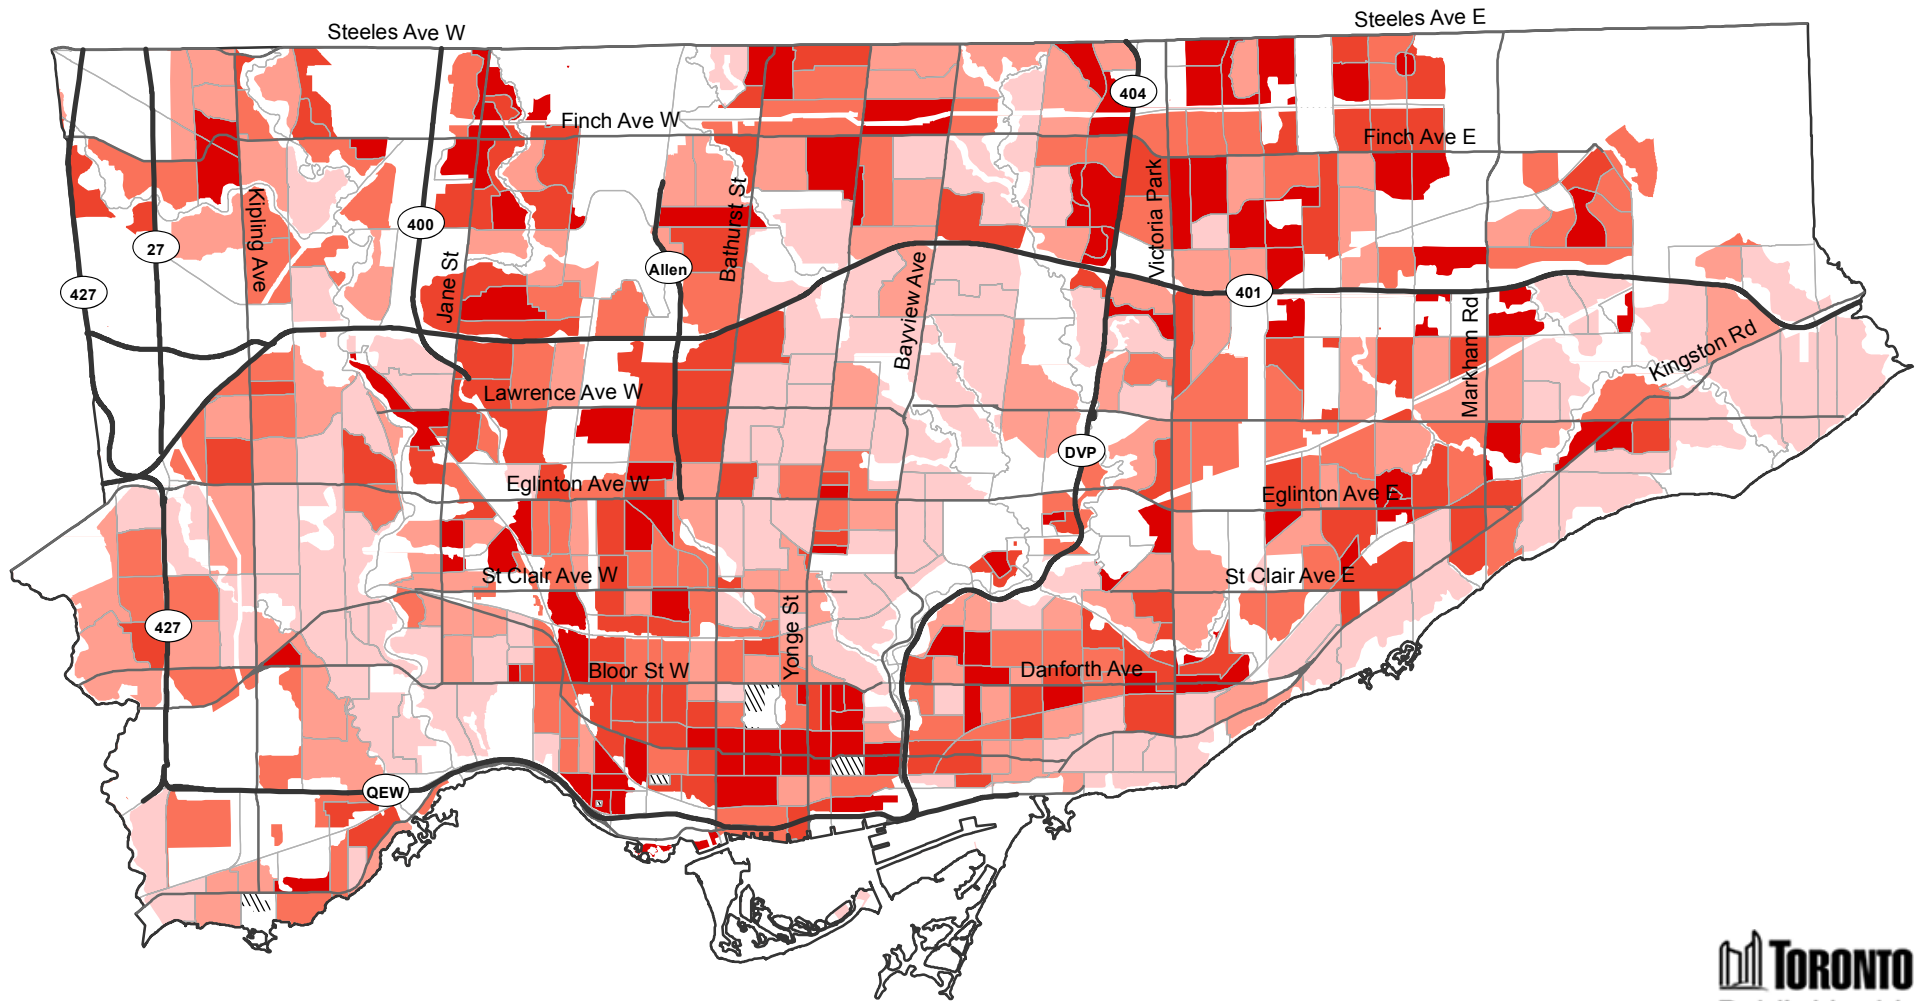 Steeles Ave W
Steeles Ave E
404
Finch Ave W
Finch Ave E
Kipling Ave
Bathurst St
Victoria Park
400
27
Jane St
Allen
Bayview Ave
427
401
Markham Rd
Kingston Rd
Lawrence Ave W
DVP
Eglinton Ave W
Eglinton Ave E
St Clair Ave W
St Clair Ave E
427
Yonge St
Bloor St W
Danforth Ave
QEW
TORONTO